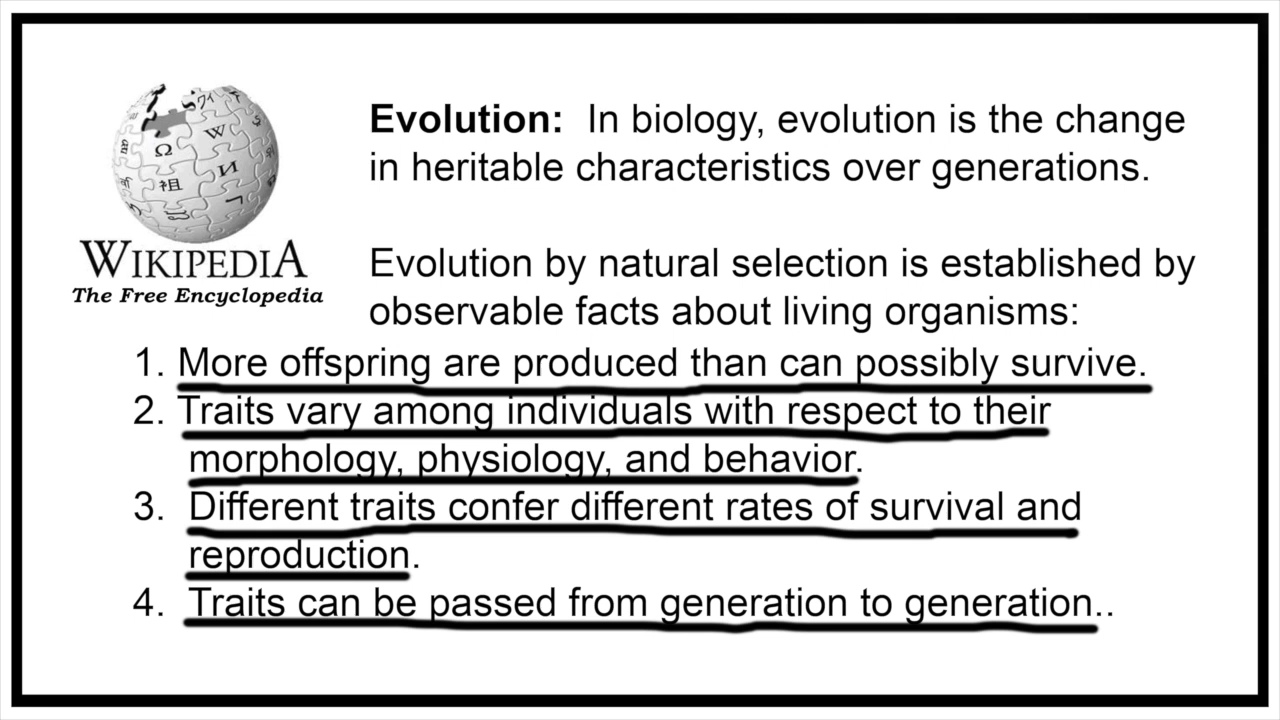 Evolution: In biology, evolution is the change
in heritable characteristics over generations.
WIKIPEDIA
The Free Encyclopedia
Evolution by natural selection is established by
observable facts about living organisms:
1. More offspring are produced than can possibly survive.
2. Traits vary among individuals with respect to their
morphology, physiology, and behavior.
3. Different traits confer different rates of survival and
reproduction.
4. Traits can be passed from generation to generation..